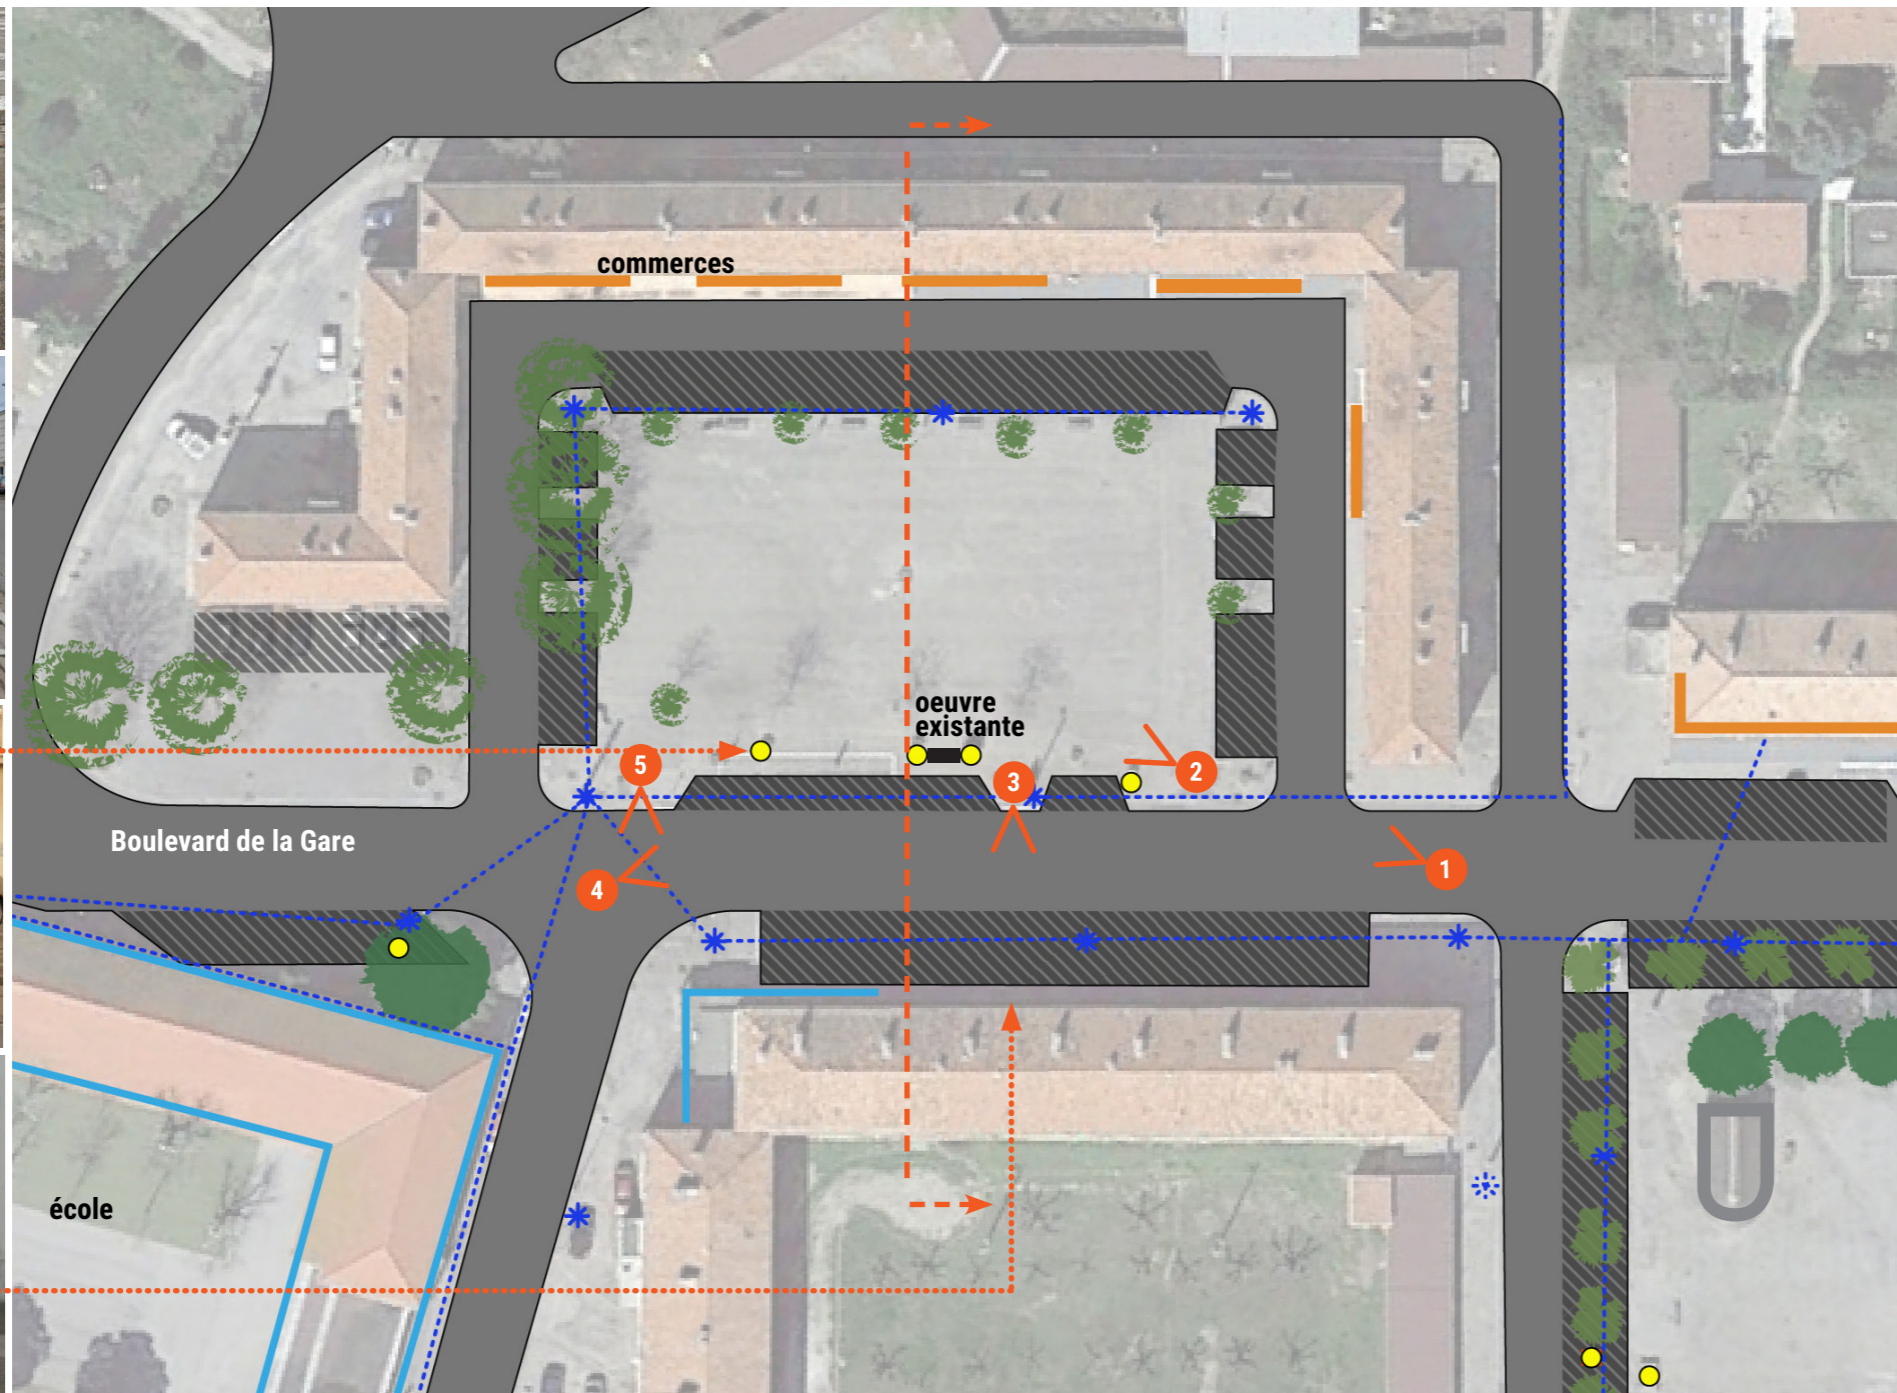 commerces
oeuvre
existante
5
2
3
Boulevard de la Gare
1
4
école